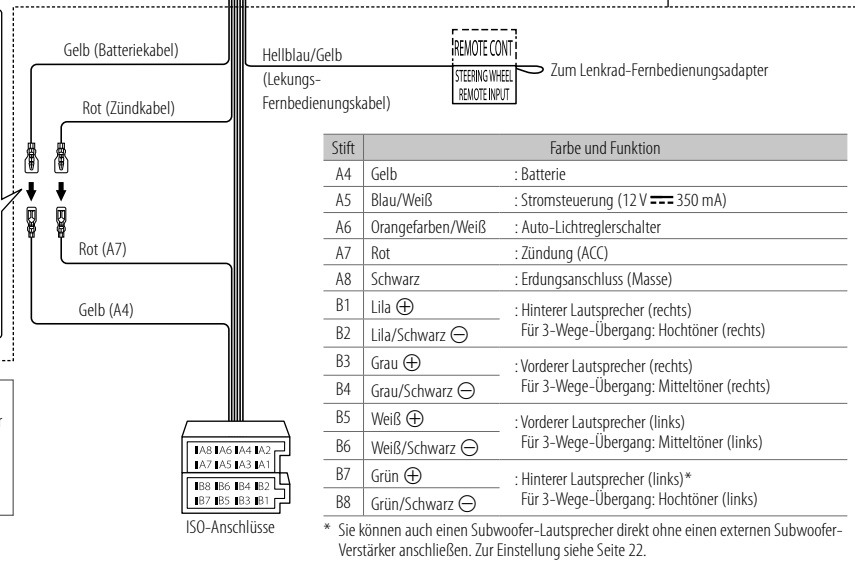 Gelb (Batteriekabel)
Rot (Zündkabel)
Hellblau/Gelb
(Lekungs-
Fernbedienungskabel)
REMOTE CONT
STEERING WHEEL
REMOTE INPUT
Zum Lenkrad-Fernbedienungsadapter
Rot (A7)
Gelb (A4)
A8 A6 A4 A2
A7 A5 A3 A1
B8 B6 B4 B2
B7 B5 B3 B1
ISO-Anschlüsse
Stift Farbe und Funktion
A4 Gelb : Batterie
A5 Blau/Weiß : Stromsteuerung (12 V ⎓ 350 mA)
A6 Orangefarben/Weiß : Auto-Lichtreglerschalter
A7 Rot : Zündung (ACC)
A8 Schwarz : Erdungsanschluss (Masse)
B1 Lila ⊕ : Hinterer Lautsprecher (rechts)
B2 Lila/Schwarz ⊖ Für 3-Wege-Übergang: Hochtöner (rechts)
B3 Grau ⊕ : Vorderer Lautsprecher (rechts)
B4 Grau/Schwarz ⊖ Für 3-Wege-Übergang: Mitteltöner (rechts)
B5 Weiß ⊕ : Vorderer Lautsprecher (links)
B6 Weiß/Schwarz ⊖ Für 3-Wege-Übergang: Mitteltöner (links)
B7 Grün ⊕ : Hinterer Lautsprecher (links)*
B8 Grün/Schwarz ⊖ Für 3-Wege-Übergang: Hochtöner (links)
* Sie können auch einen Subwoofer-Lautsprecher direkt ohne einen externen Subwoofer-
Verstärker anschließen. Zur Einstellung siehe Seite 22.